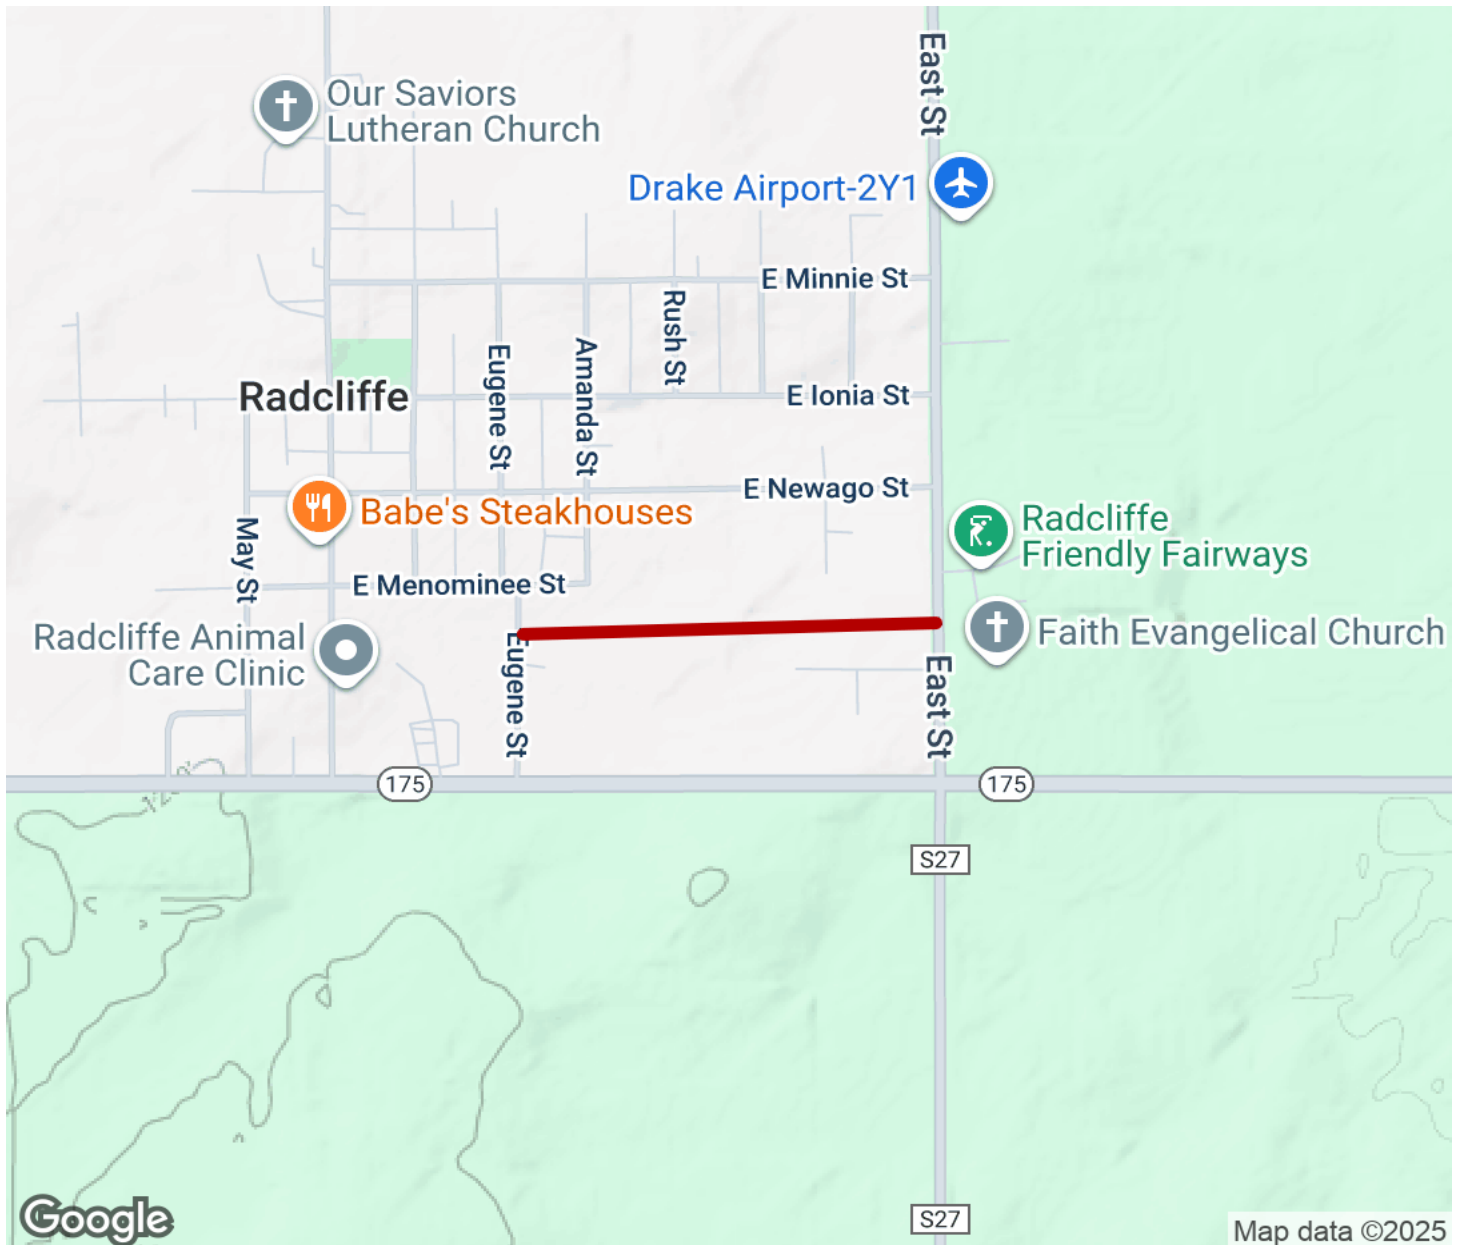 East St
Our Saviors
Lutheran Church
Drake Airport-2Y1
E Minnie St
Rush St
Eugene St
Amanda St
E Ionia St
Radcliffe
E Newago St
Babe's Steakhouses
Radcliffe
Friendly Fairways
May St
E Menominee St
Radcliffe Animal
Care Clinic
Eugene St
Faith Evangelical Church
East St
175
175
S27
S27
Google
Map data ©2025